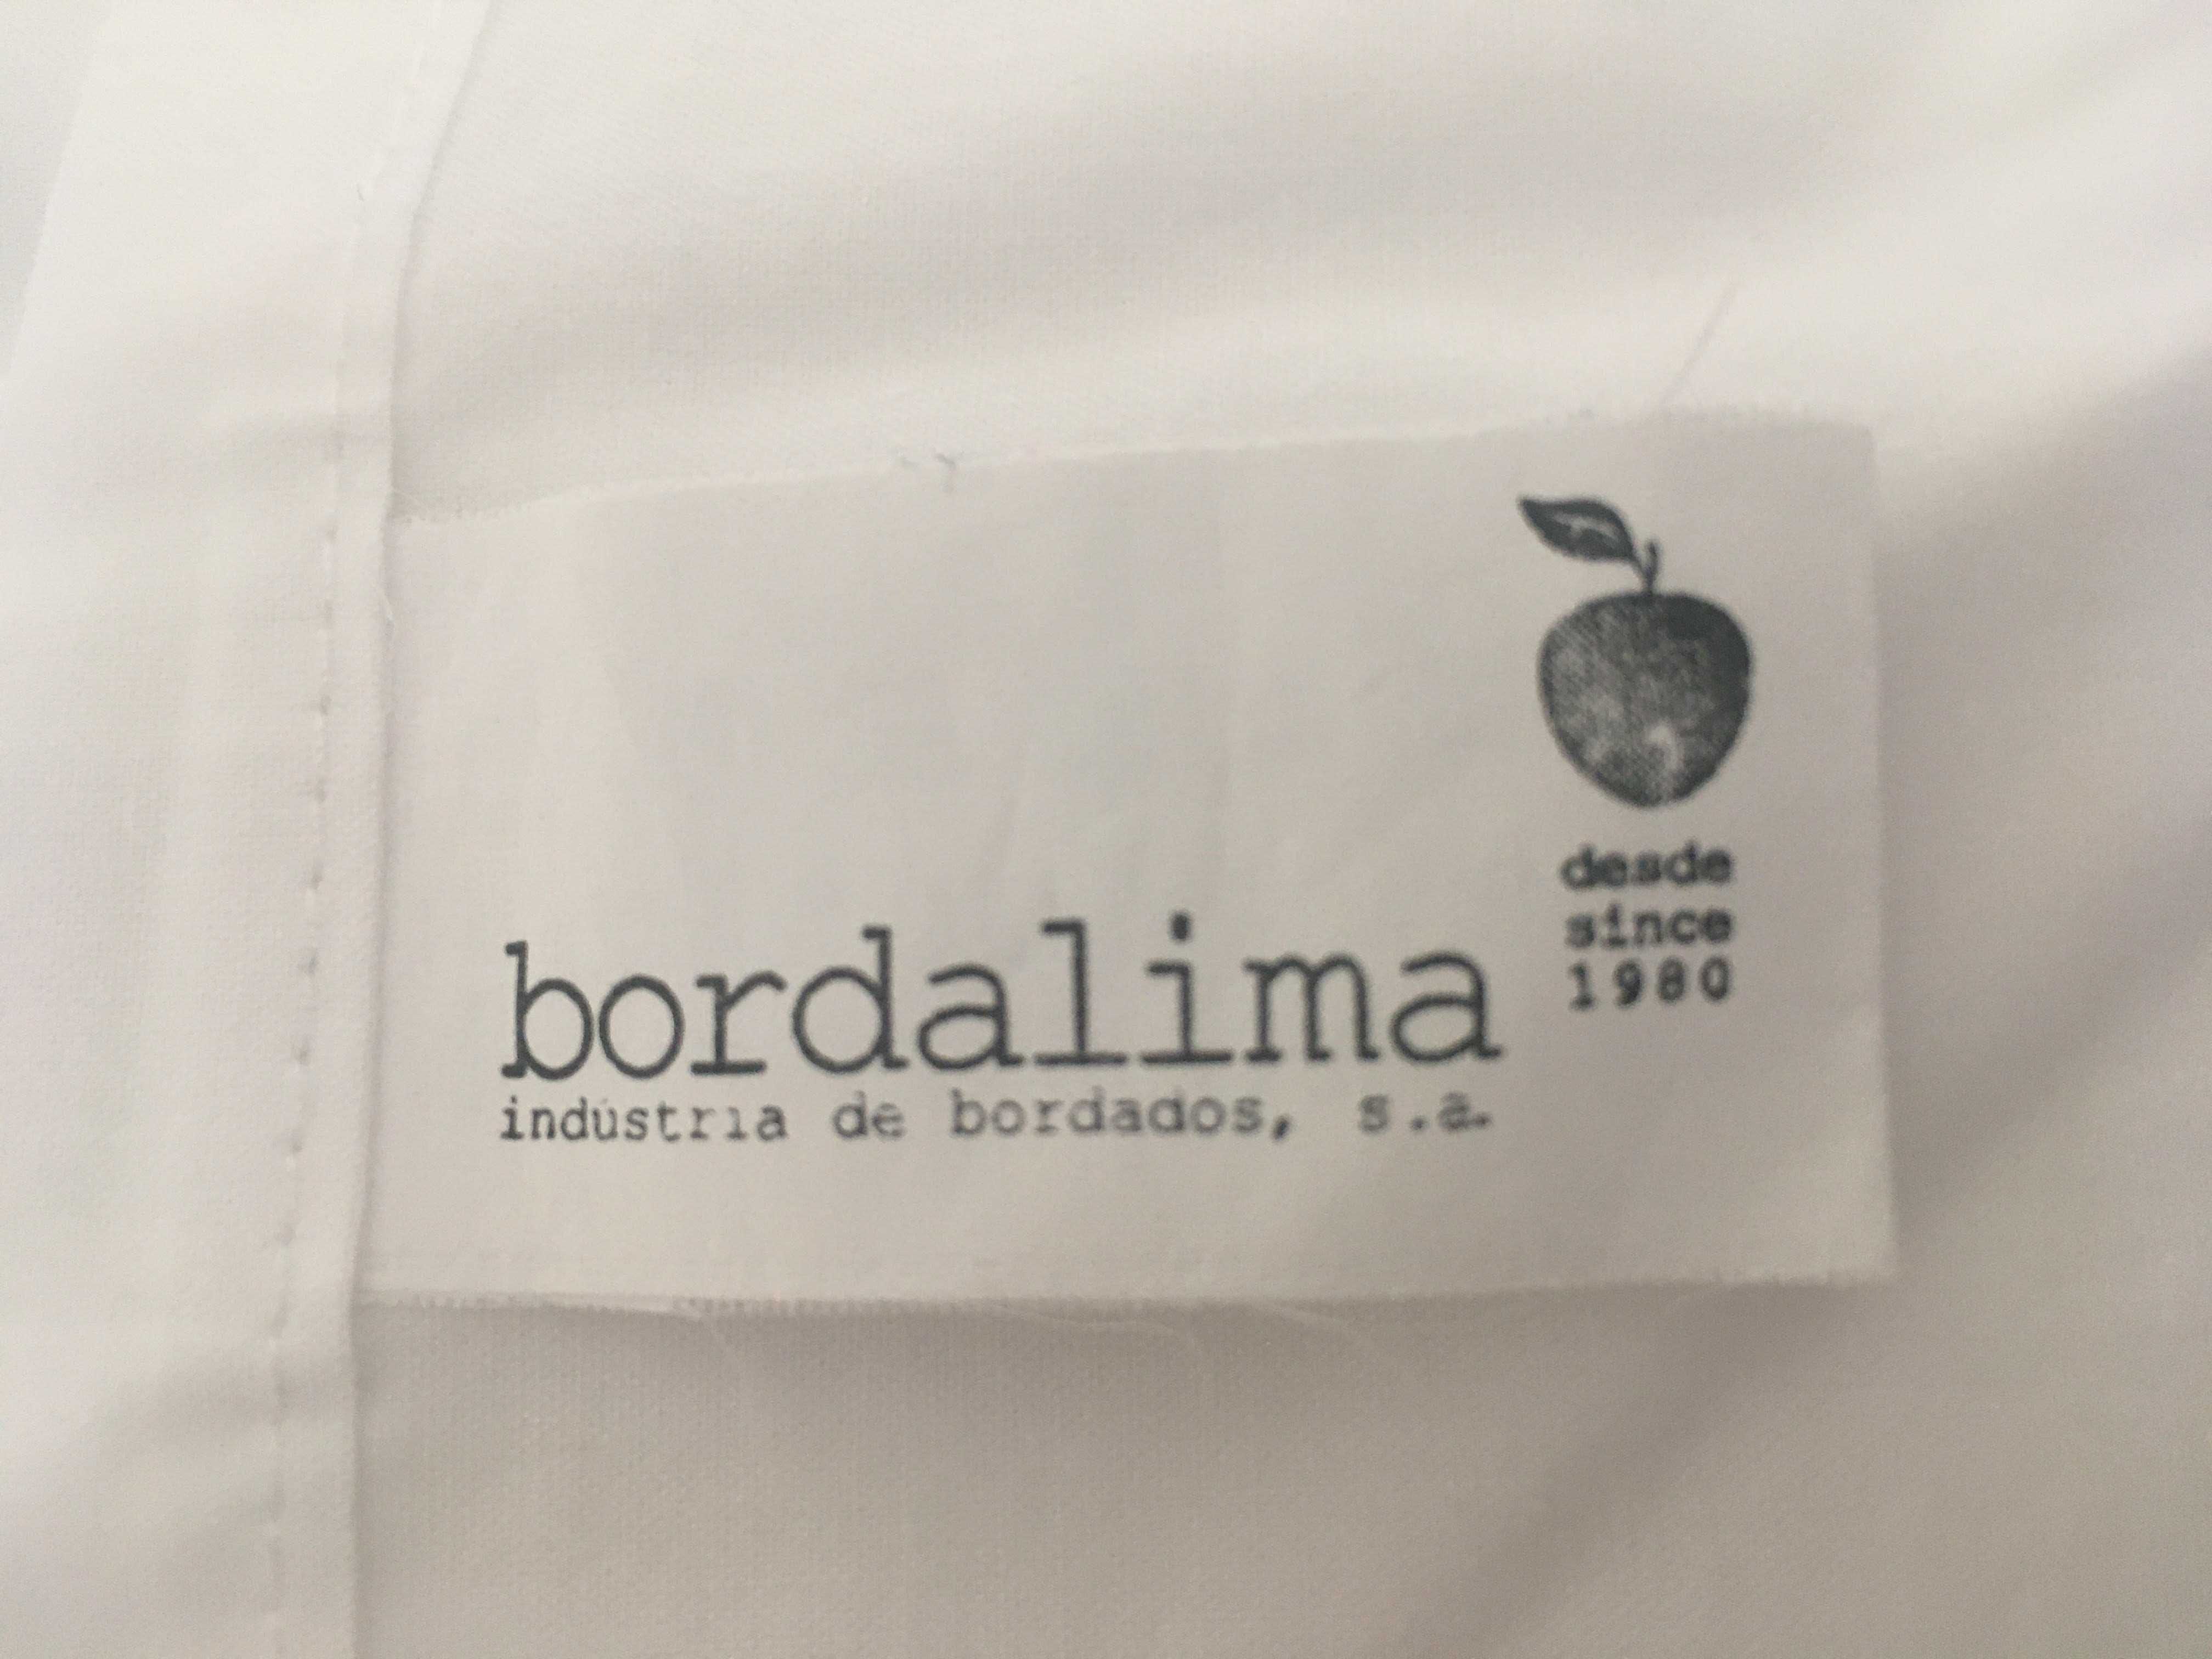 desde
since
1980
bordalima
indústria de bordados, s.a.